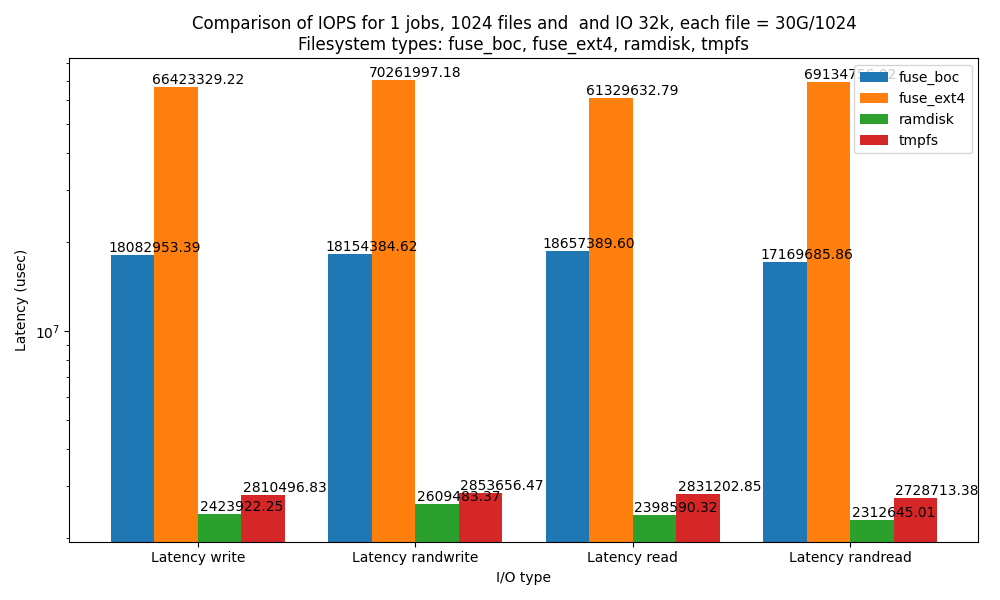 Comparison of IOPS for 1 jobs, 1024 files and  and IO 32k, each file = 30G/1024
Filesystem types: fuse_boc, fuse_ext4, ramdisk, tmpfs
fuse_boc
fuse_ext4
ramdisk
tmpfs
66423329.22
70261997.18
61329632.79
18082953.39
18154384.62
18657389.60
17169685.86
2423922.25
2810496.83
2609483.37
2853656.47
2398590.32
2831202.85
2312645.01
2728713.38
Latency (usec)
10^7
Latency write
Latency randwrite
Latency read
Latency randread
I/O type